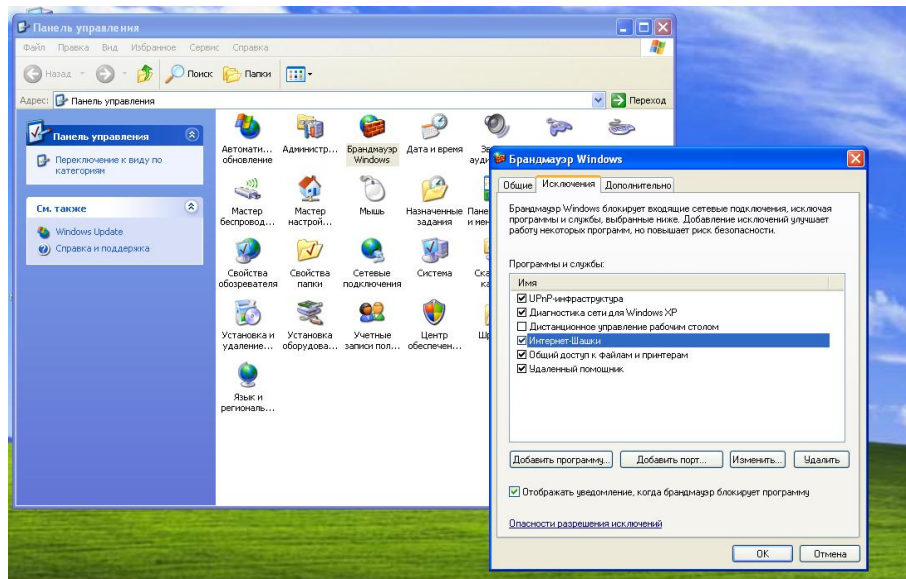 Панель управления
Файл Правка Вид Избранное Сервис Справка
Назад Поиск Папки
Адрес: Панель управления Переход
Панель управления
Переключение к виду по
категориям
См. также
Windows Update
Справка и поддержка
Автомати... Администр... Брандмауэр Дата и время
обновление Windows
Мастер Мастер Мышь Назначенные
беспровод... настрой... задания
Свойства Свойства Сетевые Система
обозревателя папки подключения
Установка и Установка Учетные Центр
удаление... оборудова... записи пол... обеспечен...
Язык и
региональ...
Брандмауэр Windows
Общие Исключения Дополнительно
Брандмауэр Windows блокирует входящие сетевые подключения, исключая
программы и службы, выбранные ниже. Добавление исключений улучшает
работу некоторых программ, но повышает риск безопасности.
Программы и службы:
Имя
UPnP-инфраструктура
Диагностика сети для Windows XP
Дистанционное управление рабочим столом
Интернет-Шашки
Общий доступ к файлам и принтерам
Удаленный помощник
Добавить программу... Добавить порт... Изменить... Удалить
Отображать уведомление, когда брандмауэр блокирует программу
Опасности разрешения исключений
ОК Отмена